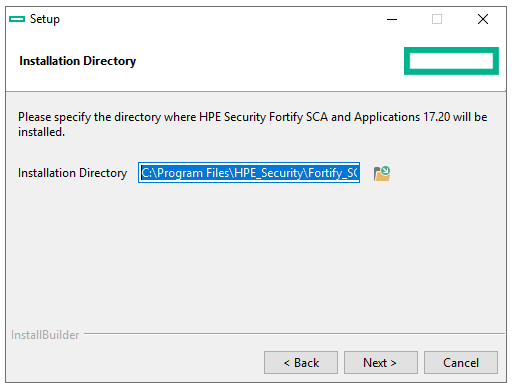 Setup
Installation Directory
Please specify the directory where HPE Security Fortify SCA and Applications 17.20 will be
installed.
Installation Directory C:\Program Files\HPE_Security\Fortify_SC
InstallBuilder
< Back Next > Cancel